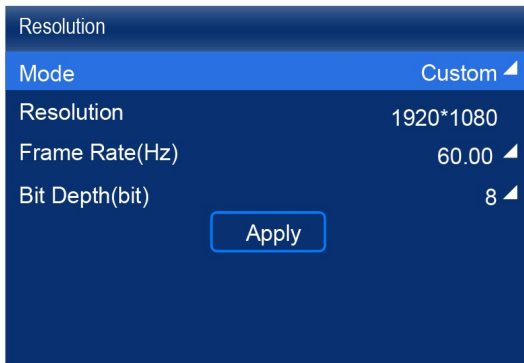 Resolution
Mode Custom
Resolution 1920*1080
Frame Rate(Hz) 60.00
Bit Depth(bit) 8
Apply